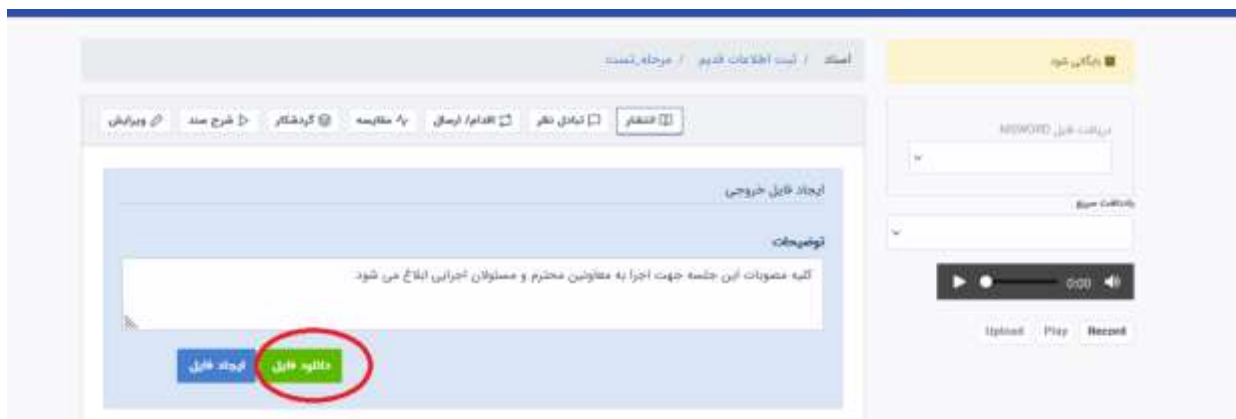 بایگانی شود
اسناد / ثبت اطلاعات قدیم / مرحله_تست
انتشار
تبادل نظر
اقدام/ ارسال
مقایسه
گردشکار
شرح سند
ویرایش
دریافت فایل MSWORD
یادداشت سریع
0:00
Upload Play Record
ایجاد فایل خروجی
توضیحات
کلیه مصوبات این جلسه جهت اجرا به معاونین محترم و مسئولان اجرایی ابلاغ می شود
دانلود فایل
ایجاد فایل